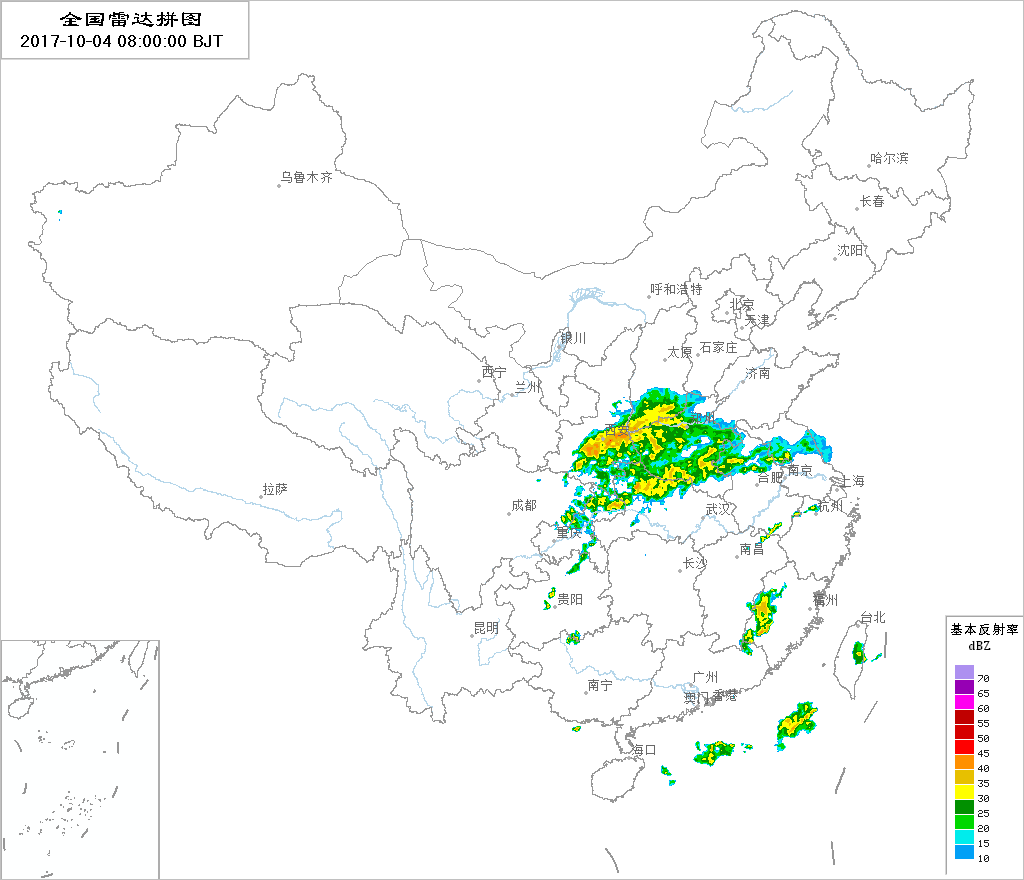 全国雷达拼图
2017-10-04 08:00:00 BJT
哈尔滨
乌鲁木齐
长春
沈阳
呼和浩特
北京
天津
银川
石家庄
太原
西宁
济南
兰州
郑州
西安
南京
合肥
上海
拉萨
成都
武汉
杭州
重庆
南昌
长沙
贵阳
福州
台北
昆明
广州
南宁
澳门
香港
海口
基本反射率
dBZ
70
65
60
55
50
45
40
35
30
25
20
15
10